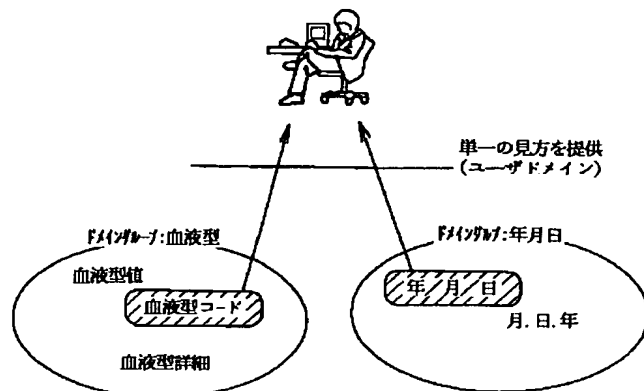 単一の見方を提供
(ユーザドメイン)
ドメイングループ:血液型
血液型値
血液型コード
血液型詳細
ドメイングループ:年月日
年/月/日
月.日.年